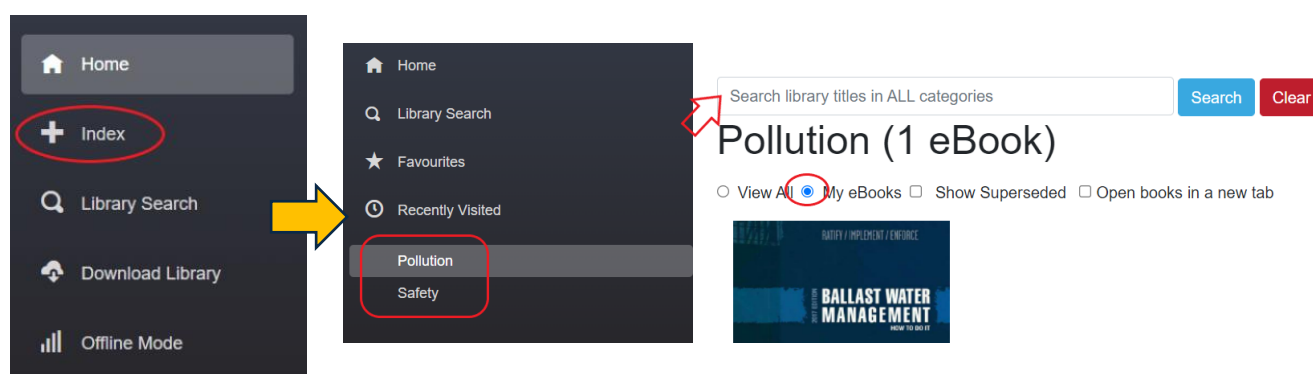 Home
Index
Library Search
Download Library
Offline Mode
Home
Library Search
Favourites
Recently Visited
Pollution
Safety
Search library titles in ALL categories Search Clear
Pollution (1 eBook)
View All My eBooks Show Superseded Open books in a new tab
RATIFY / IMPLEMENT / ENFORCE
2017 EDITION
BALLAST WATER
MANAGEMENT
HOW TO DO IT